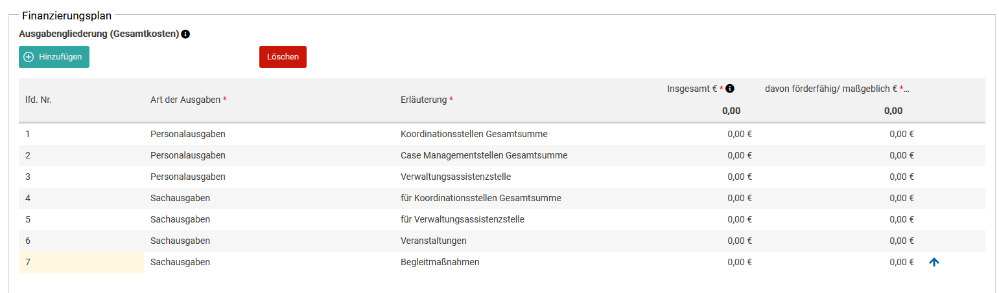 Finanzierungsplan
Ausgabengliederung (Gesamtkosten)
Hinzufügen Löschen
lfd. Nr. Art der Ausgaben * Erläuterung * Insgesamt € * davon förderfähig/ maßgeblich € *...
0,00 0,00
1 Personalausgaben Koordinationsstellen Gesamtsumme 0,00 € 0,00 €
2 Personalausgaben Case Managementstellen Gesamtsumme 0,00 € 0,00 €
3 Personalausgaben Verwaltungsassistenzstelle 0,00 € 0,00 €
4 Sachausgaben für Koordinationsstellen Gesamtsumme 0,00 € 0,00 €
5 Sachausgaben für Verwaltungsassistenzstelle 0,00 € 0,00 €
6 Sachausgaben Veranstaltungen 0,00 € 0,00 €
7 Sachausgaben Begleitmaßnahmen 0,00 € 0,00 €